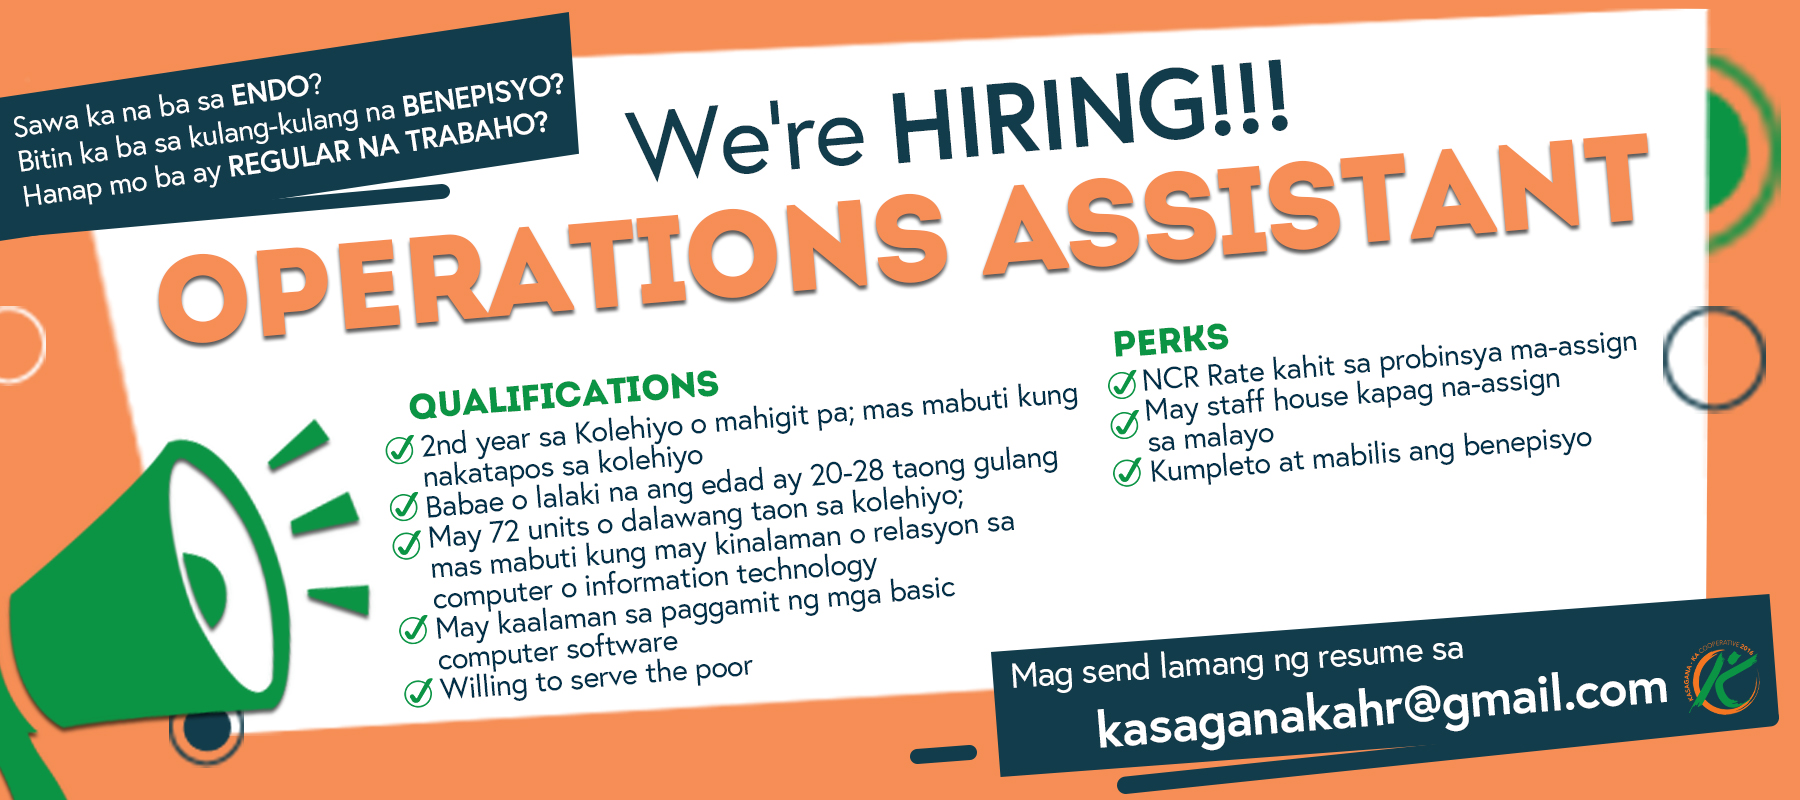 Sawa ka na ba sa ENDO?
Bitin ka ba sa kulang-kulang na BENEPISYO?
Hanap mo ba ay REGULAR NA TRABAHO?
We're HIRING!!!
OPERATIONS ASSISTANT
QUALIFICATIONS
2nd year sa Kolehiyo o mahigit pa; mas mabuti kung
nakatapos sa kolehiyo
Babae o lalaki na ang edad ay 20-28 taong gulang
May 72 units o dalawang taon sa kolehiyo;
mas mabuti kung may kinalaman o relasyon sa
computer o information technology
May kaalaman sa paggamit ng mga basic
computer software
Willing to serve the poor
PERKS
NCR Rate kahit sa probinsya ma-assign
May staff house kapag na-assign
sa malayo
Kumpleto at mabilis ang benepisyo
Mag send lamang ng resume sa
kasaganakahr@gmail.com
KASAGANA-KA COOPERATIVE 2016